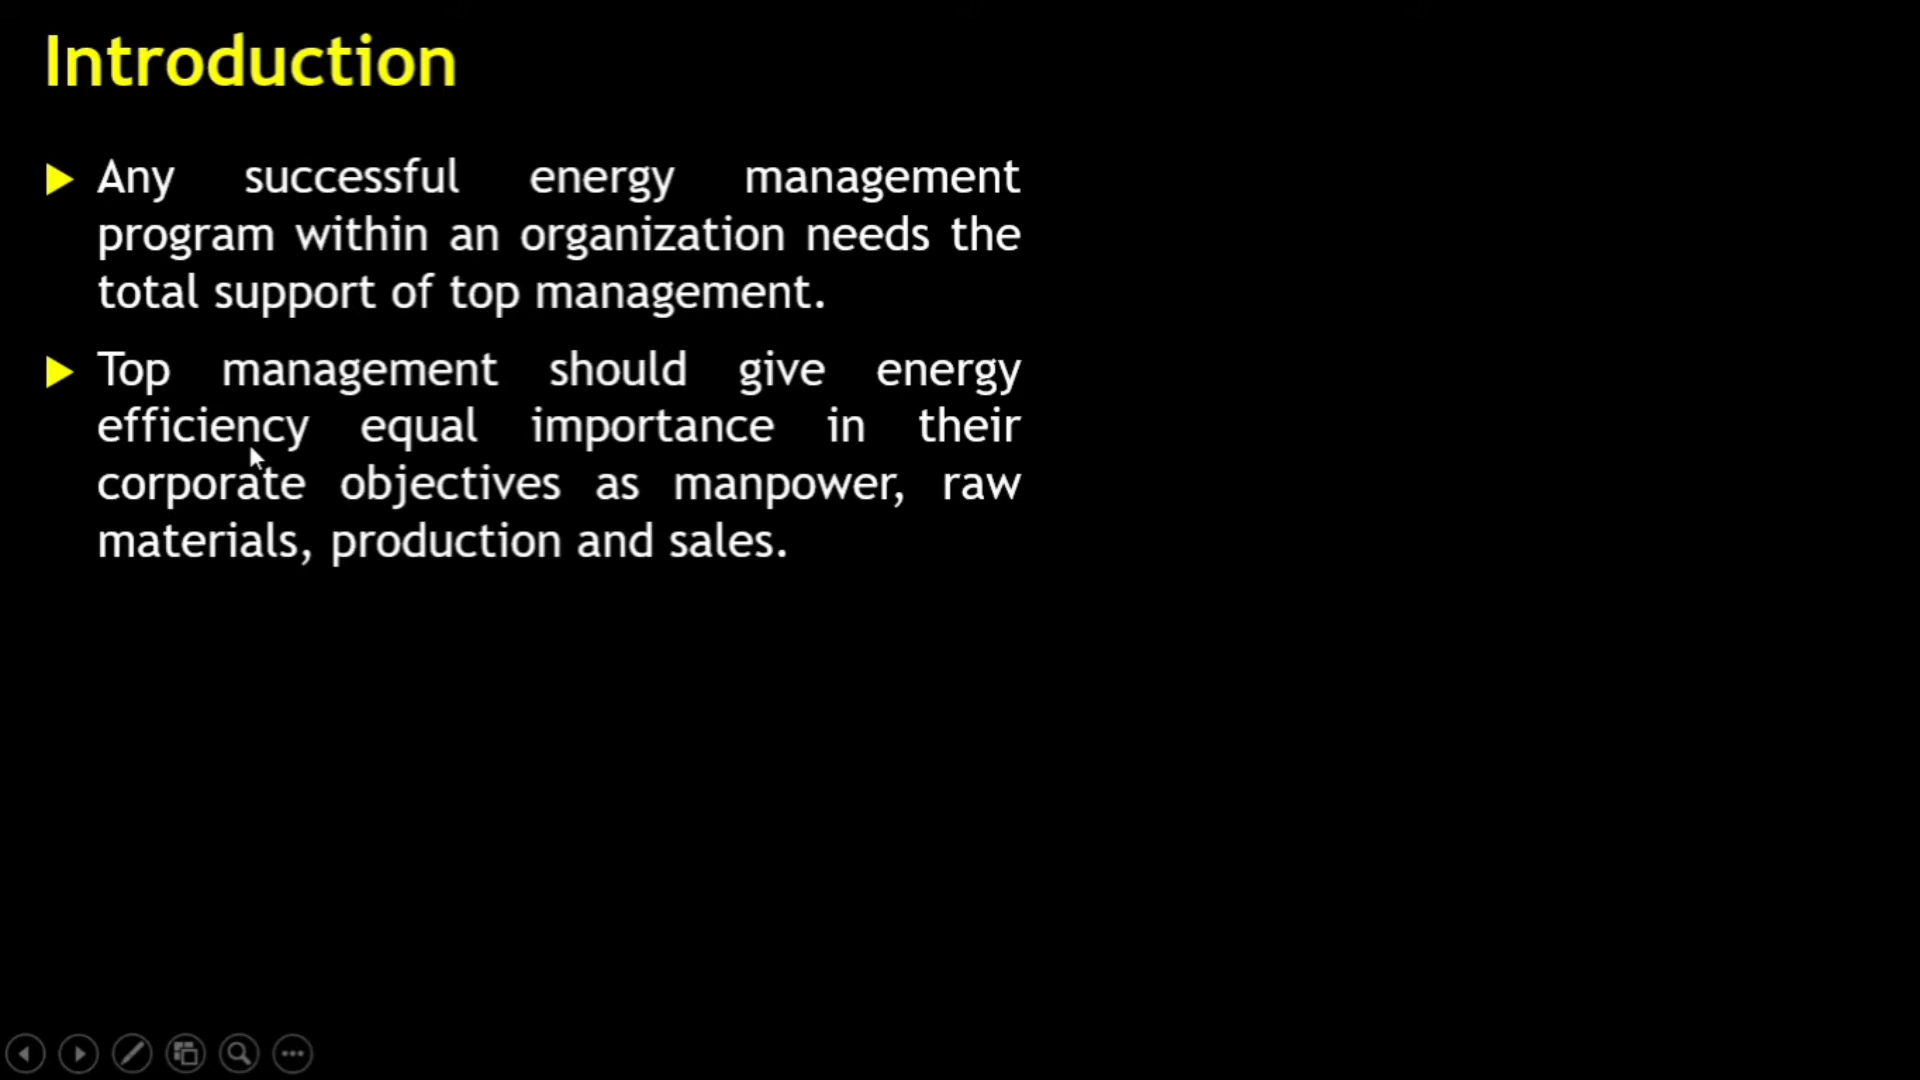 Introduction
Any successful energy management
program within an organization needs the
total support of top management.
Top management should give energy
efficiency equal importance in their
corporate objectives as manpower, raw
materials, production and sales.